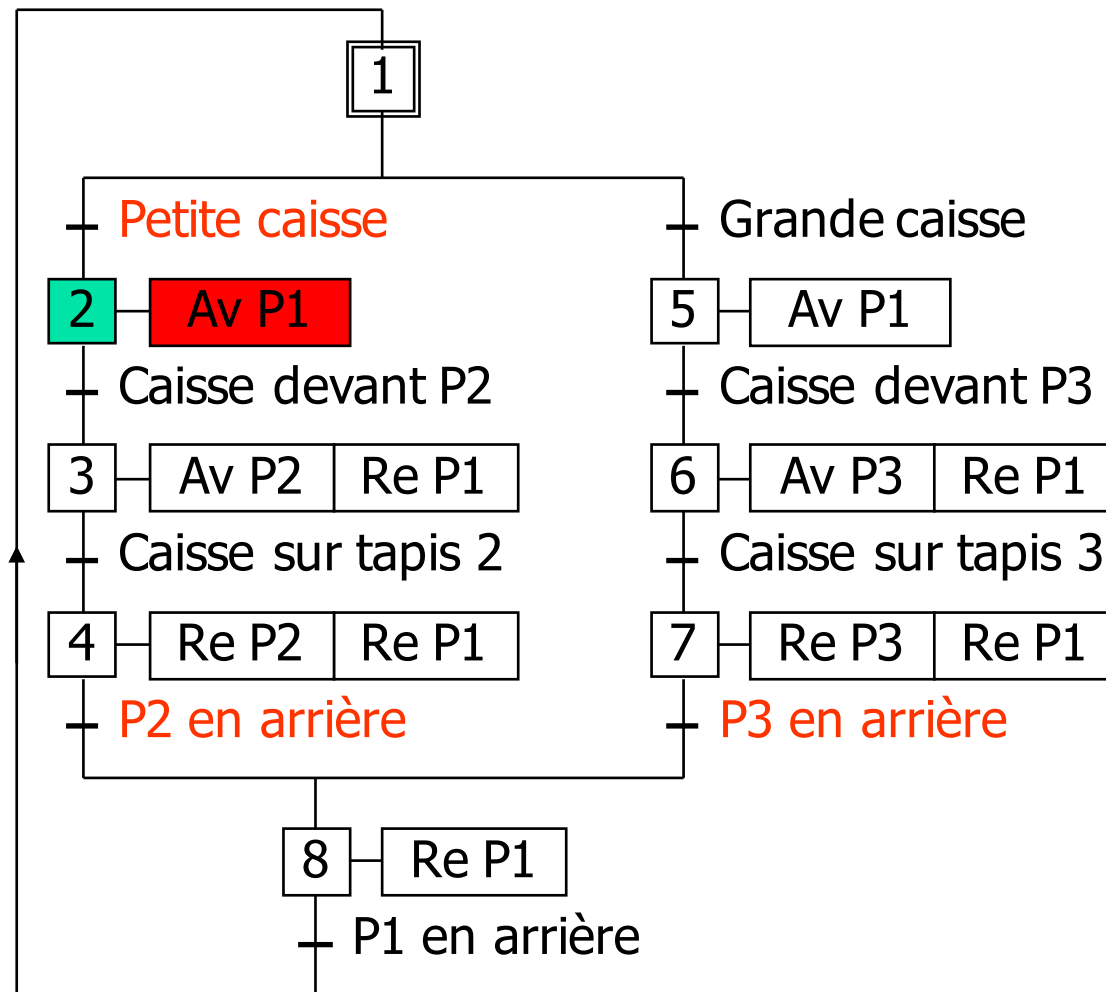 1
Petite caisse
Grande caisse
2 Av P1
5 Av P1
Caisse devant P2
Caisse devant P3
3 Av P2 Re P1
6 Av P3 Re P1
Caisse sur tapis 2
Caisse sur tapis 3
4 Re P2 Re P1
7 Re P3 Re P1
P2 en arrière
P3 en arrière
8 Re P1
P1 en arrière